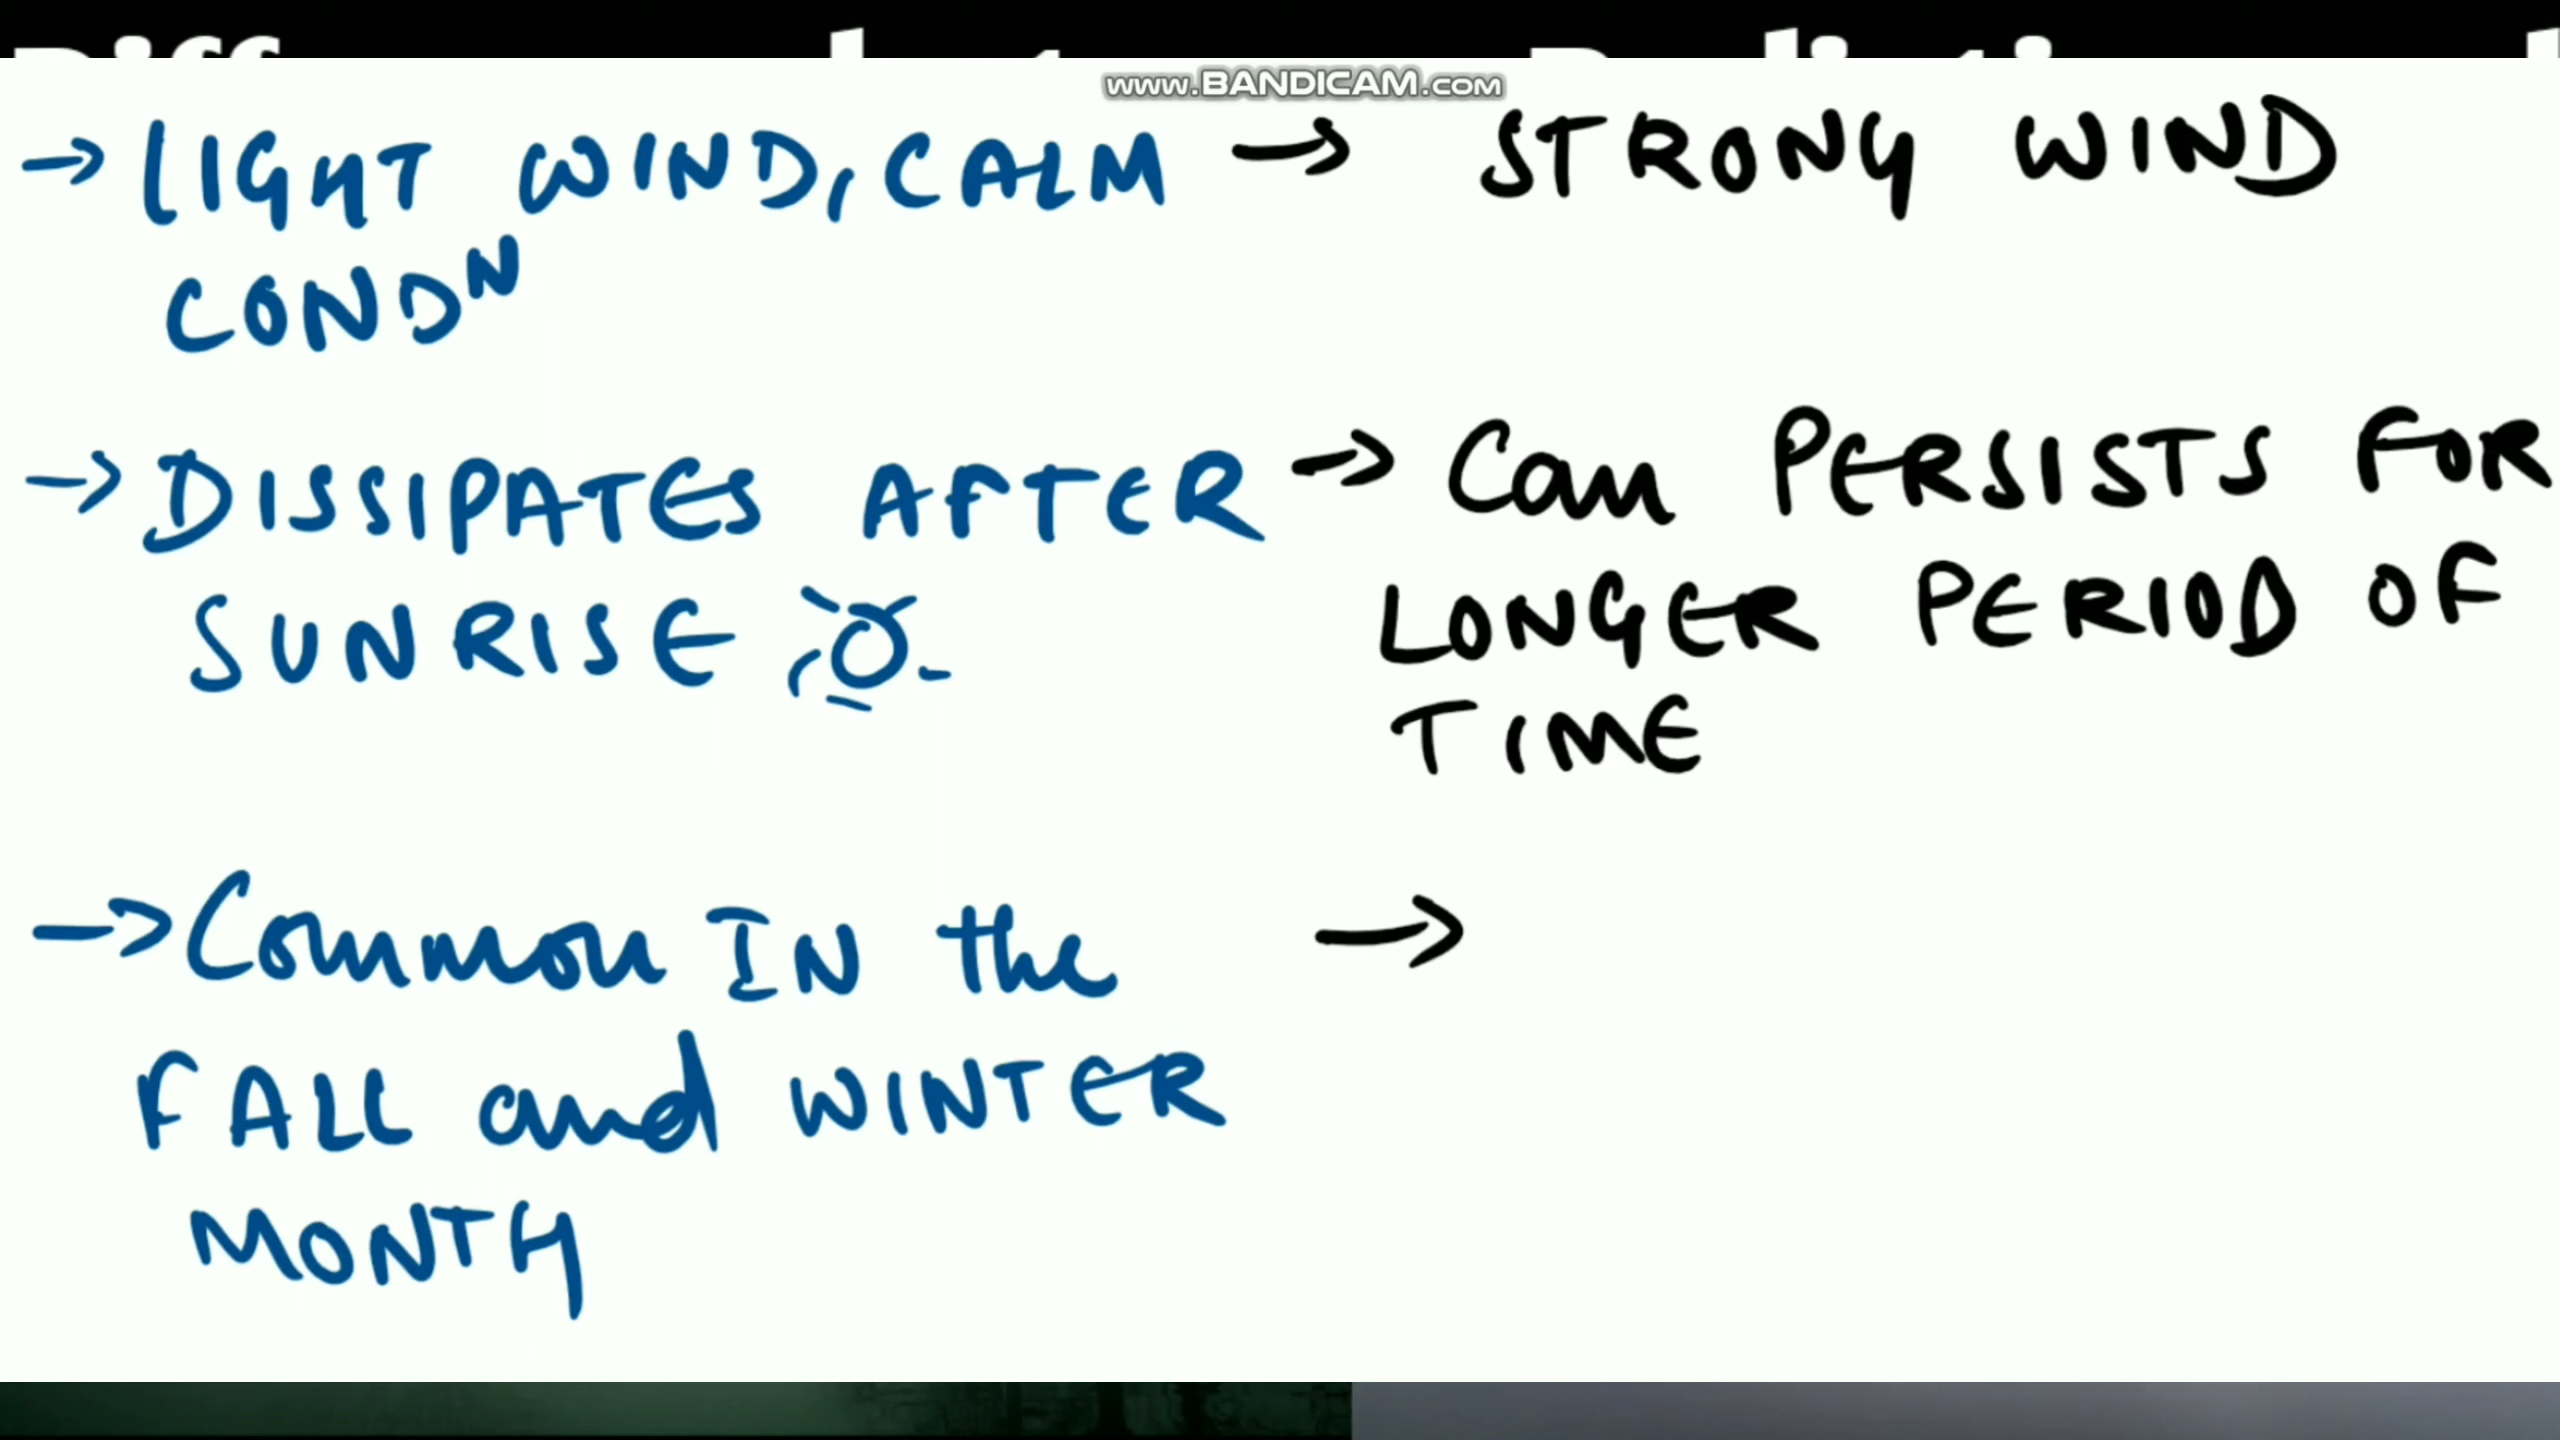 www.BANDICAM.com
→ LIGHT WIND, CALM
CONDᴺ
→ STRONG WIND
→ DISSIPATES AFTER
SUNRISE
→ Can PERSISTS FOR
LONGER PERIOD OF
TIME
→ Common IN the
FALL and WINTER
MONTH
→